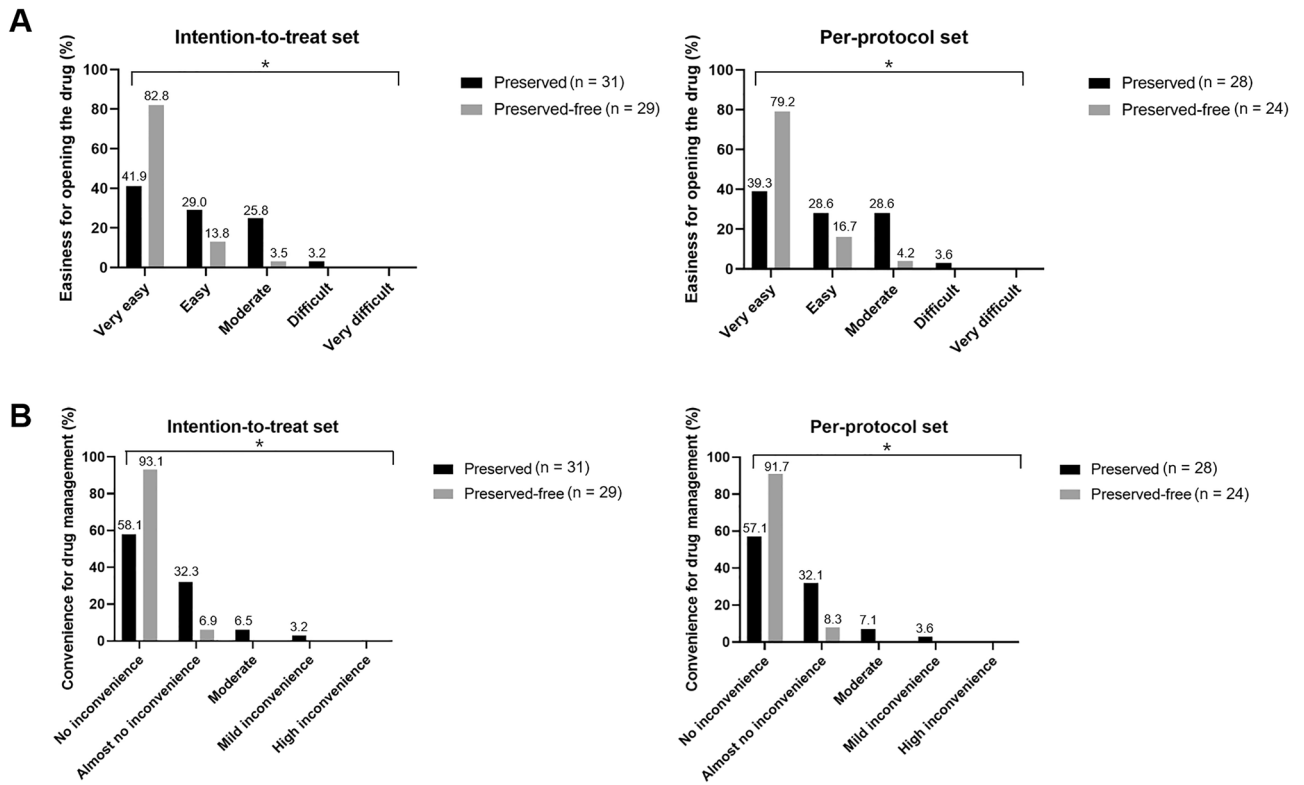 A
Intention-to-treat set
*
Easiness for opening the drug (%)
100
80
60
40
20
0
41.9
82.8
29.0
13.8
25.8
3.5
3.2
Very easy
Easy
Moderate
Difficult
Very difficult
Preserved (n = 31)
Preserved-free (n = 29)
Per-protocol set
*
Easiness for opening the drug (%)
100
80
60
40
20
0
39.3
79.2
28.6
16.7
28.6
4.2
3.6
Very easy
Easy
Moderate
Difficult
Very difficult
Preserved (n = 28)
Preserved-free (n = 24)
B
Intention-to-treat set
*
Convenience for drug management (%)
100
80
60
40
20
0
58.1
93.1
32.3
6.9
6.5
3.2
No inconvenience
Almost no inconvenience
Moderate
Mild inconvenience
High inconvenience
Preserved (n = 31)
Preserved-free (n = 29)
Per-protocol set
*
Convenience for drug management (%)
100
80
60
40
20
0
57.1
91.7
32.1
8.3
7.1
3.6
No inconvenience
Almost no inconvenience
Moderate
Mild inconvenience
High inconvenience
Preserved (n = 28)
Preserved-free (n = 24)